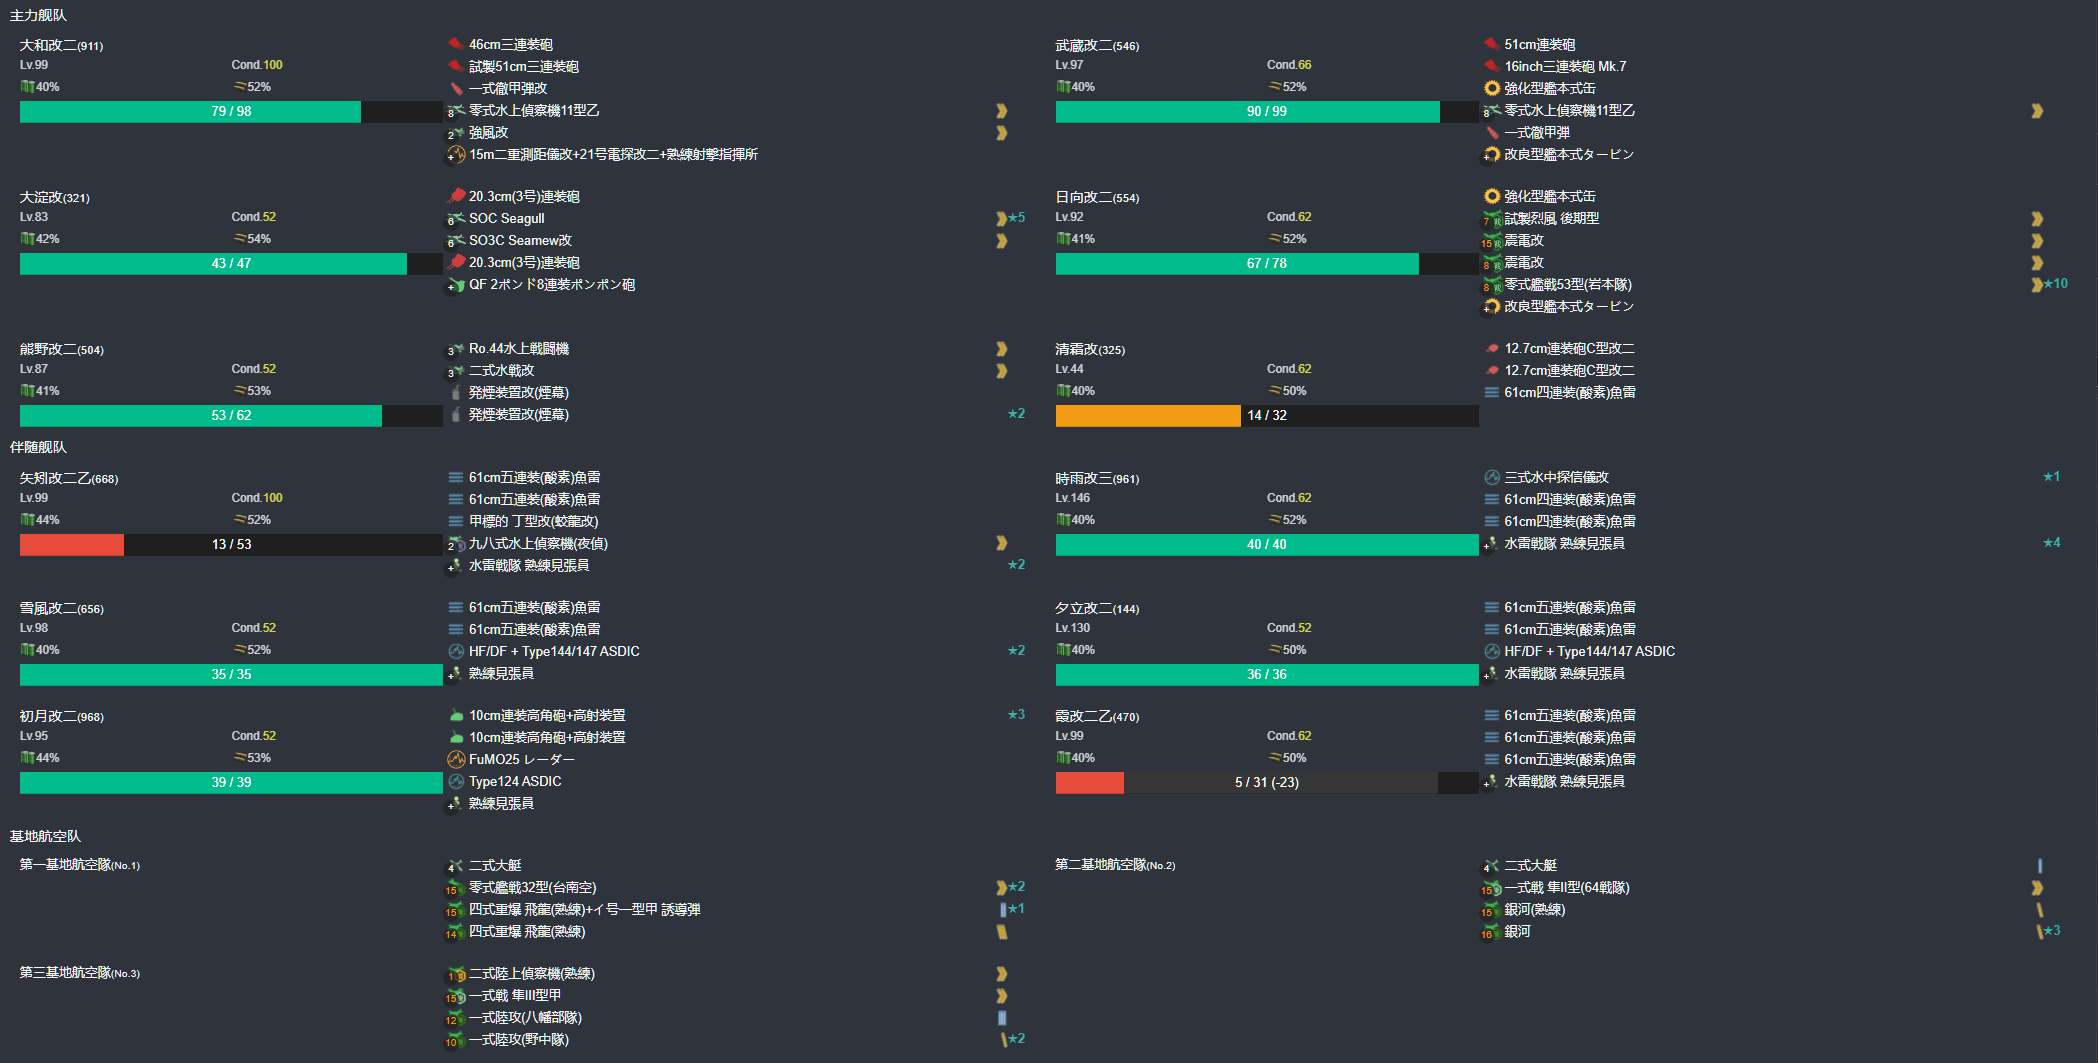 主力舰队
大和改二(911)
Lv.99 Cond.100
40% 52%
79 / 98
46cm三連装砲
試製51cm三連装砲
一式徹甲弾改
8 零式水上偵察機11型乙
2 強風改
+ 15m二重測距儀改+21号電探改二+熟練射撃指揮所
武蔵改二(546)
Lv.97 Cond.66
40% 52%
90 / 99
51cm連装砲
16inch三連装砲 Mk.7
強化型艦本式缶
8 零式水上偵察機11型乙
一式徹甲弾
+ 改良型艦本式タービン
大淀改(321)
Lv.83 Cond.52
42% 54%
43 / 47
20.3cm(3号)連装砲
6 SOC Seagull ★5
6 SO3C Seamew改
20.3cm(3号)連装砲
+ QF 2ポンド8連装ポンポン砲
日向改二(554)
Lv.92 Cond.62
41% 52%
67 / 78
強化型艦本式缶
7 試製烈風 後期型
15 震電改
8 震電改
8 零式艦戦53型(岩本隊) ★10
+ 改良型艦本式タービン
熊野改二(504)
Lv.87 Cond.52
41% 53%
53 / 62
3 Ro.44水上戦闘機
3 二式水戦改
発煙装置改(煙幕)
発煙装置改(煙幕) ★2
清霜改(325)
Lv.44 Cond.62
40% 50%
14 / 32
12.7cm連装砲C型改二
12.7cm連装砲C型改二
61cm四連装(酸素)魚雷
伴随舰队
矢矧改二乙(668)
Lv.99 Cond.100
44% 52%
13 / 53
61cm五連装(酸素)魚雷
61cm五連装(酸素)魚雷
甲標的 丁型改(蛟龍改)
2 九八式水上偵察機(夜偵)
+ 水雷戦隊 熟練見張員 ★2
時雨改三(961)
Lv.146 Cond.62
40% 52%
40 / 40
三式水中探信儀改 ★1
61cm四連装(酸素)魚雷
61cm四連装(酸素)魚雷
+ 水雷戦隊 熟練見張員 ★4
雪風改二(656)
Lv.98 Cond.52
40% 52%
35 / 35
61cm五連装(酸素)魚雷
61cm五連装(酸素)魚雷
HF/DF + Type144/147 ASDIC ★2
+ 熟練見張員
夕立改二(144)
Lv.130 Cond.52
40% 50%
36 / 36
61cm五連装(酸素)魚雷
61cm五連装(酸素)魚雷
HF/DF + Type144/147 ASDIC
+ 水雷戦隊 熟練見張員
初月改二(968)
Lv.95 Cond.52
44% 53%
39 / 39
10cm連装高角砲+高射装置 ★3
10cm連装高角砲+高射装置
FuMO25 レーダー
Type124 ASDIC
+ 熟練見張員
霞改二乙(470)
Lv.99 Cond.62
40% 50%
5 / 31 (-23)
61cm五連装(酸素)魚雷
61cm五連装(酸素)魚雷
61cm五連装(酸素)魚雷
+ 水雷戦隊 熟練見張員
基地航空队
第一基地航空隊(No.1)
4 二式大艇
15 零式艦戦32型(台南空) ★2
15 四式重爆 飛龍(熟練)+イ号一型甲 誘導弾 ★1
14 四式重爆 飛龍(熟練)
第二基地航空隊(No.2)
4 二式大艇
15 一式戦 隼II型(64戦隊)
15 銀河(熟練)
16 銀河 ★3
第三基地航空隊(No.3)
1 二式陸上偵察機(熟練)
15 一式戦 隼III型甲
12 一式陸攻(八幡部隊)
10 一式陸攻(野中隊) ★2